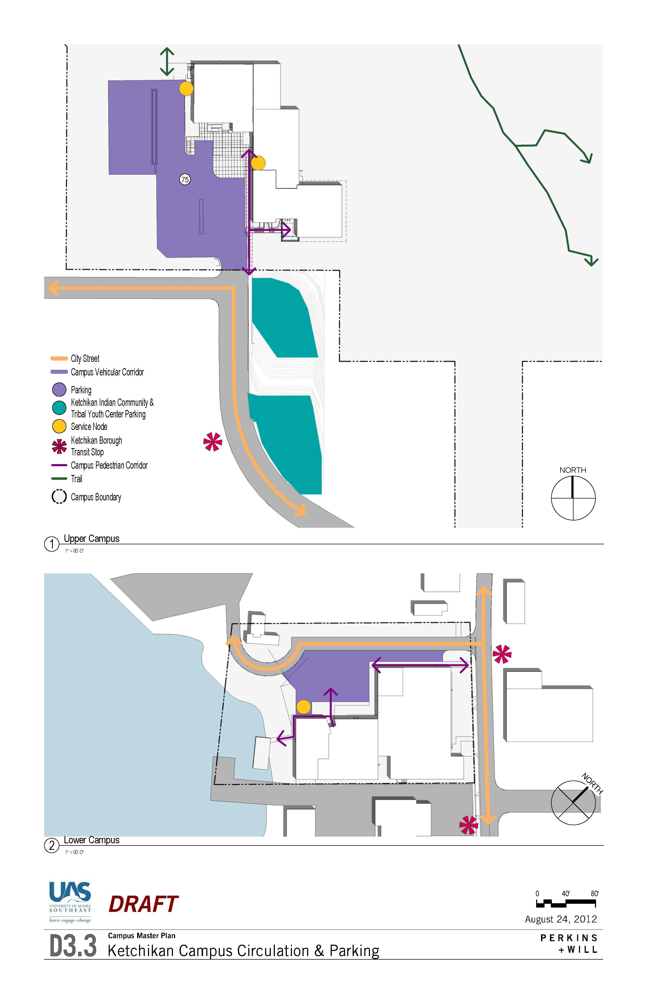 75
City Street
Campus Vehicular Corridor
Parking
Ketchikan Indian Community &
Tribal Youth Center Parking
Service Node
Ketchikan Borough
Transit Stop
Campus Pedestrian Corridor
Trail
Campus Boundary
NORTH
1
Upper Campus
1" = 80'-0"
NORTH
2
Lower Campus
1" = 80'-0"
UAS
UNIVERSITY OF ALASKA
SOUTHEAST
learn • engage • change
DRAFT
0 40' 80'
August 24, 2012
D3.3
Campus Master Plan
Ketchikan Campus Circulation & Parking
PERKINS
+WILL